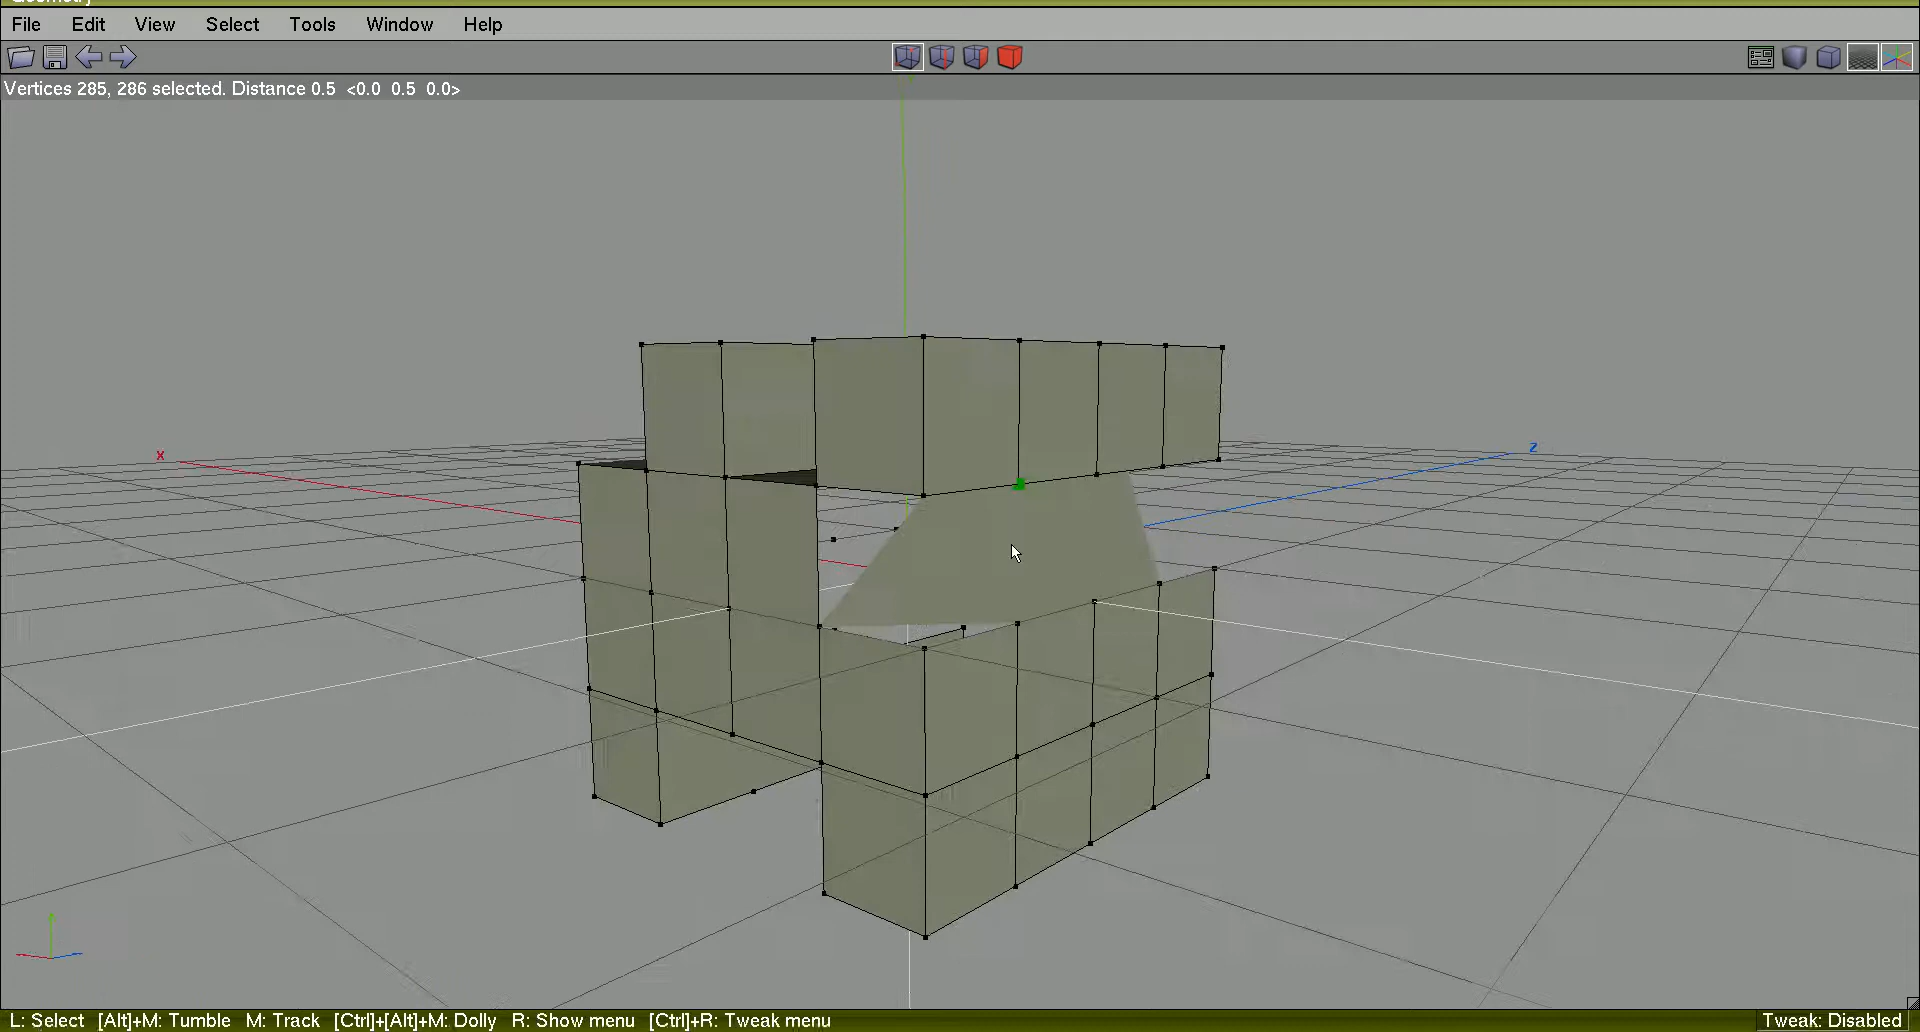 Geometry
File Edit View Select Tools Window Help
Vertices 285, 286 selected. Distance 0.5 <0.0 0.5 0.0>
x
z
L: Select [Alt]+M: Tumble M: Track [Ctrl]+[Alt]+M: Dolly R: Show menu [Ctrl]+R: Tweak menu
Tweak: Disabled